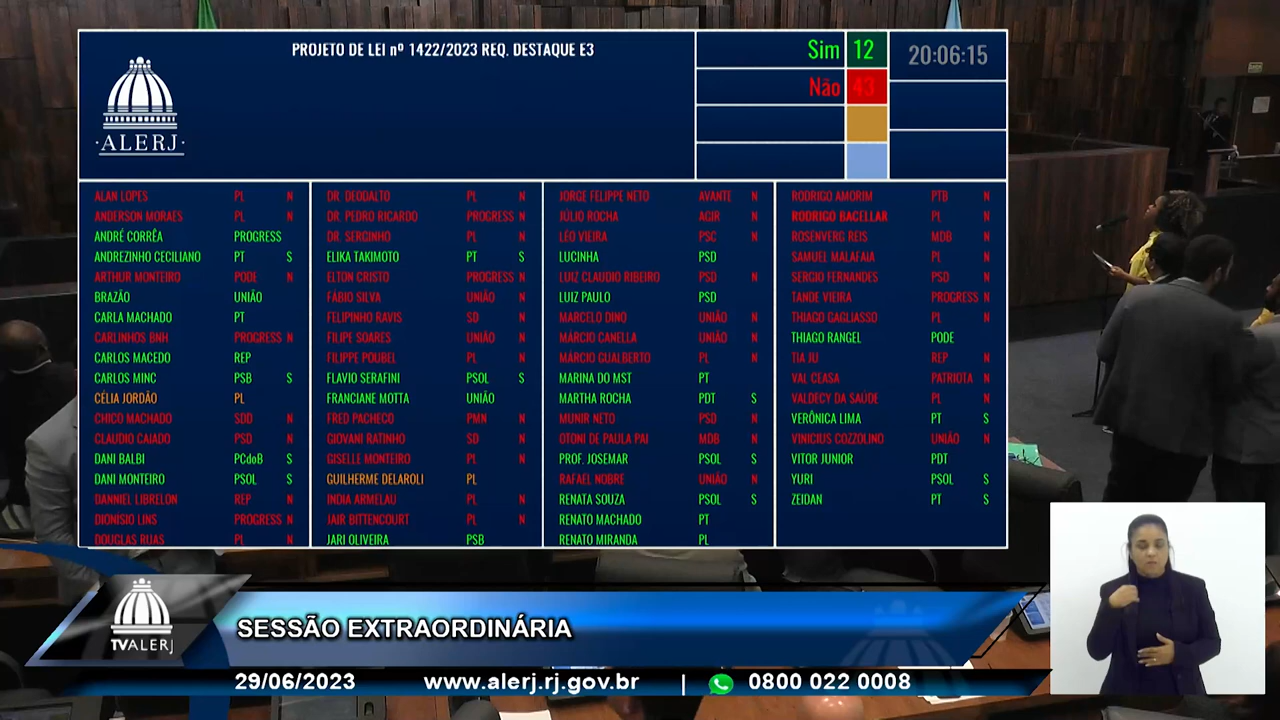 PROJETO DE LEI nº 1422/2023 REQ. DESTAQUE E3
Sim 12
Não 43
20:06:15
·ALERJ·
ALAN LOPES PL N
ANDERSON MORAES PL N
ANDRÉ CORRÊA PROGRESS
ANDREZINHO CECILIANO PT S
ARTHUR MONTEIRO PODE N
BRAZÃO UNIÃO
CARLA MACHADO PT
CARLINHOS BNH PROGRESS N
CARLOS MACEDO REP
CARLOS MINC PSB S
CÉLIA JORDÃO PL
CHICO MACHADO SDD N
CLAUDIO CAIADO PSD N
DANI BALBI PCdoB S
DANI MONTEIRO PSOL S
DANNIEL LIBRELON REP N
DIONÍSIO LINS PROGRESS N
DOUGLAS RUAS PL N
DR. DEODALTO PL N
DR. PEDRO RICARDO PROGRESS N
DR. SERGINHO PL N
ELIKA TAKIMOTO PT S
ELTON CRISTO PROGRESS N
FÁBIO SILVA UNIÃO N
FELIPINHO RAVIS SD N
FILIPE SOARES UNIÃO N
FILIPPE POUBEL PL N
FLAVIO SERAFINI PSOL S
FRANCIANE MOTTA UNIÃO
FRED PACHECO PMN N
GIOVANI RATINHO SD N
GISELLE MONTEIRO PL N
GUILHERME DELAROLI PL
INDIA ARMELAU PL N
JAIR BITTENCOURT PL N
JARI OLIVEIRA PSB
JORGE FELIPPE NETO AVANTE N
JÚLIO ROCHA AGIR N
LÉO VIEIRA PSC N
LUCINHA PSD
LUIZ CLAUDIO RIBEIRO PSD N
LUIZ PAULO PSD
MARCELO DINO UNIÃO N
MÁRCIO CANELLA UNIÃO N
MÁRCIO GUALBERTO PL N
MARINA DO MST PT
MARTHA ROCHA PDT S
MUNIR NETO PSD N
OTONI DE PAULA PAI MDB N
PROF. JOSEMAR PSOL S
RAFAEL NOBRE UNIÃO N
RENATA SOUZA PSOL S
RENATO MACHADO PT
RENATO MIRANDA PL
RODRIGO AMORIM PTB N
RODRIGO BACELLAR PL N
ROSENVERG REIS MDB N
SAMUEL MALAFAIA PL N
SERGIO FERNANDES PSD N
TANDE VIEIRA PROGRESS N
THIAGO GAGLIASSO PL N
THIAGO RANGEL PODE
TIA JU REP N
VAL CEASA PATRIOTA N
VALDECY DA SAÚDE PL N
VERÔNICA LIMA PT S
VINICIUS COZZOLINO UNIÃO N
VITOR JUNIOR PDT
YURI PSOL S
ZEIDAN PT S
TVALERJ
SESSÃO EXTRAORDINÁRIA
29/06/2023 www.alerj.rj.gov.br | 0800 022 0008